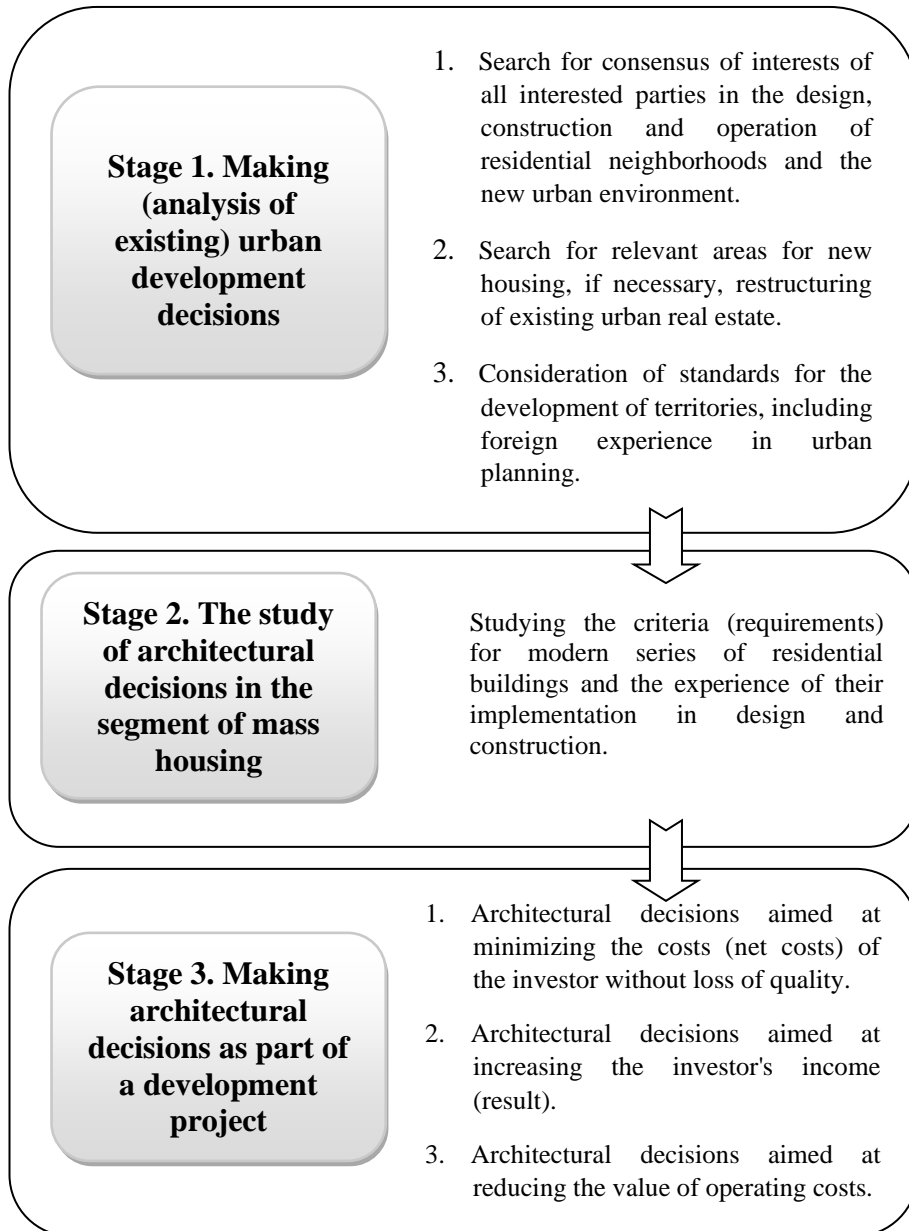 Stage 1. Making
(analysis of
existing) urban
development
decisions
1. Search for consensus of interests of
all interested parties in the design,
construction and operation of
residential neighborhoods and the
new urban environment.
2. Search for relevant areas for new
housing, if necessary, restructuring
of existing urban real estate.
3. Consideration of standards for the
development of territories, including
foreign experience in urban
planning.
Stage 2. The study
of architectural
decisions in the
segment of mass
housing
Studying the criteria (requirements)
for modern series of residential
buildings and the experience of their
implementation in design and
construction.
Stage 3. Making
architectural
decisions as part of
a development
project
1. Architectural decisions aimed at
minimizing the costs (net costs) of
the investor without loss of quality.
2. Architectural decisions aimed at
increasing the investor's income
(result).
3. Architectural decisions aimed at
reducing the value of operating costs.